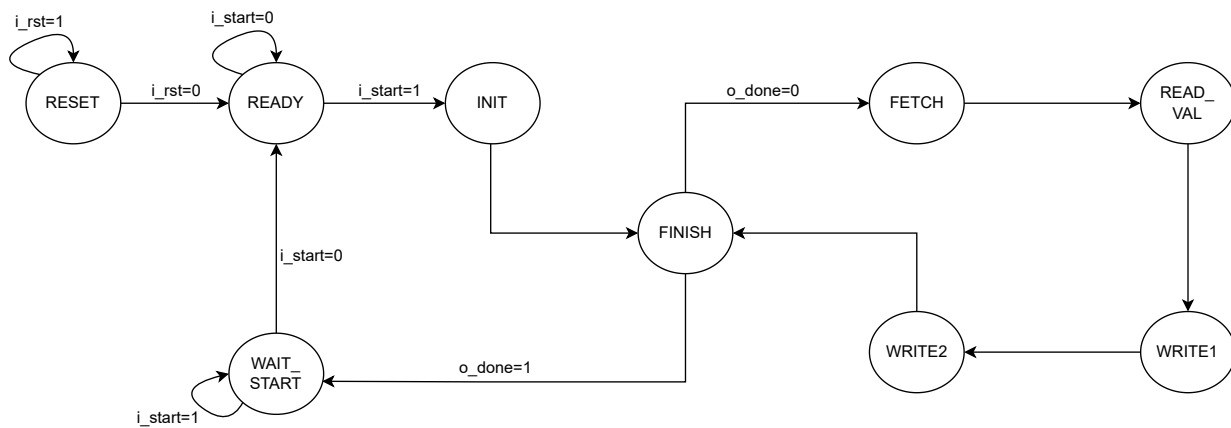 i_rst=1
i_start=0
RESET
i_rst=0
READY
i_start=1
INIT
o_done=0
FETCH
READ_
VAL
FINISH
i_start=0
WAIT_
START
i_start=1
o_done=1
WRITE2
WRITE1